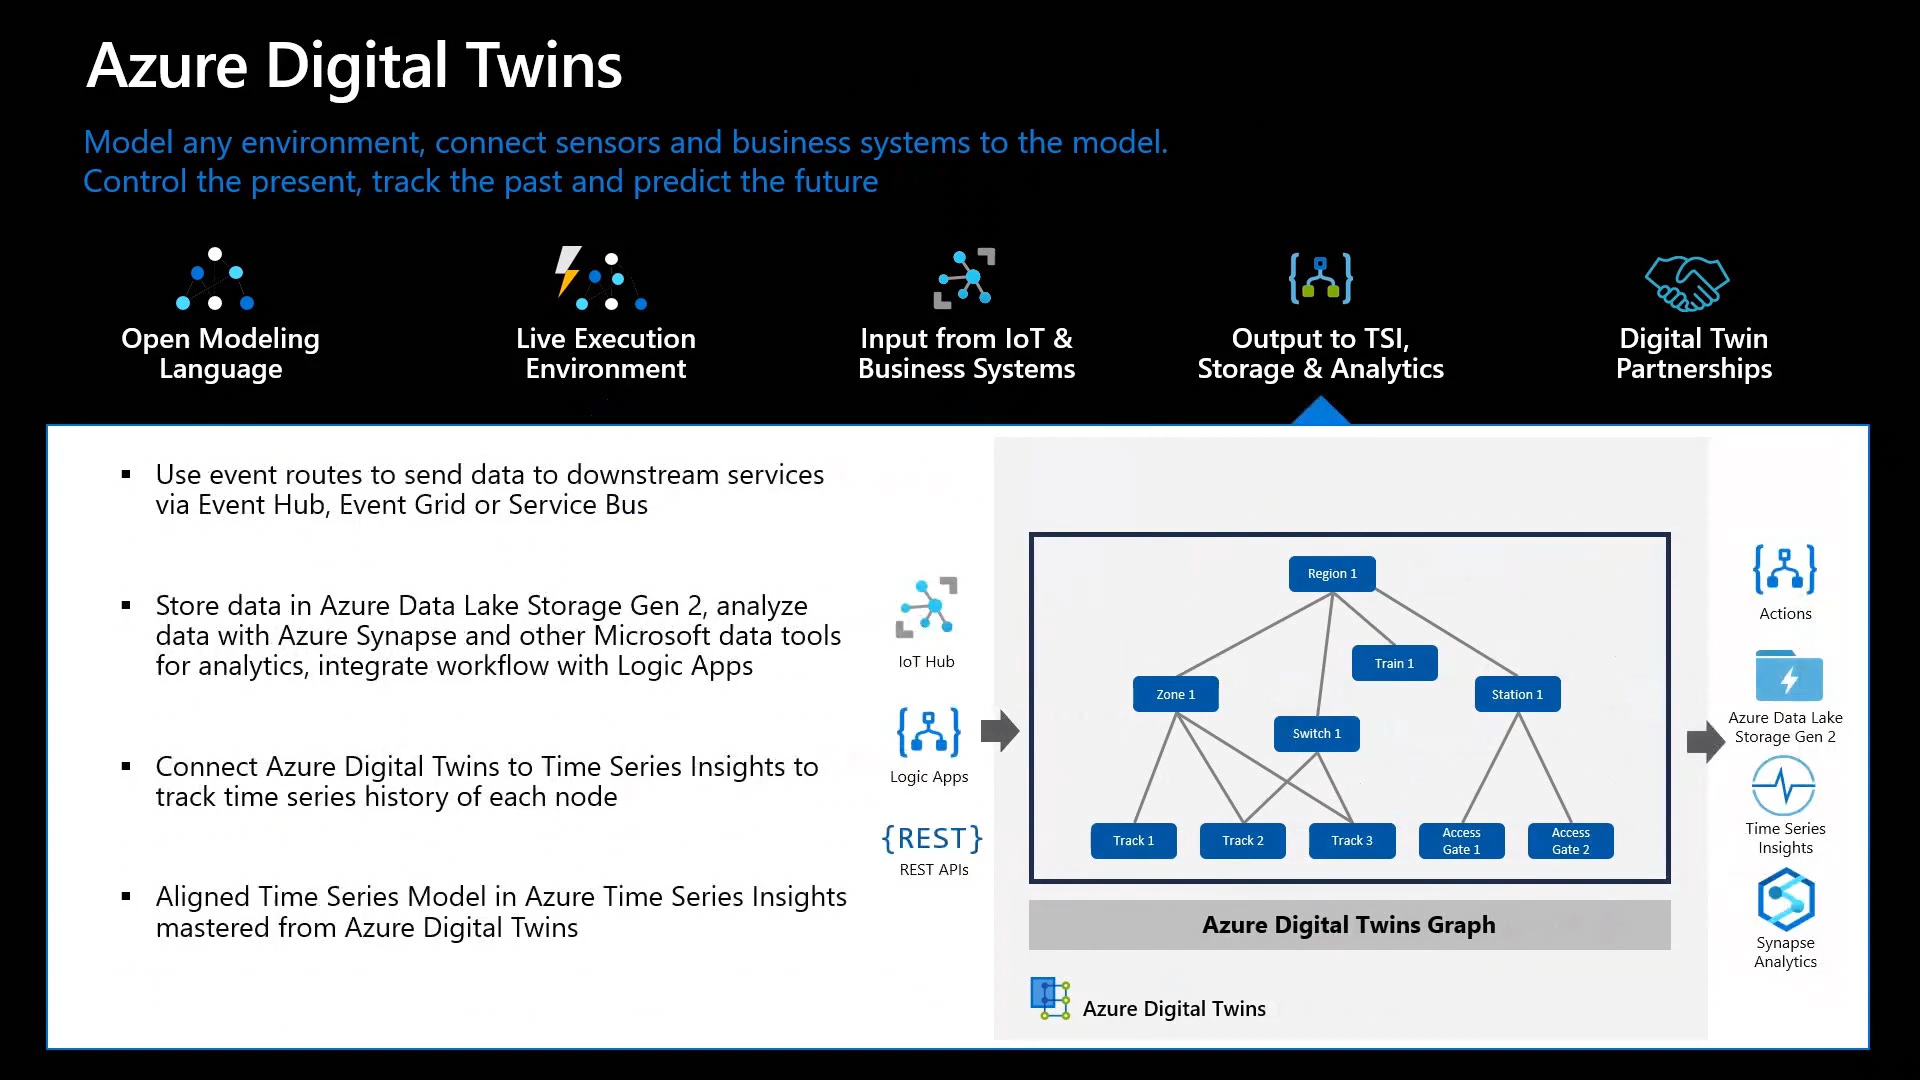 Azure Digital Twins
Model any environment, connect sensors and business systems to the model.
Control the present, track the past and predict the future
Open Modeling
Language
Live Execution
Environment
Input from IoT &
Business Systems
Output to TSI,
Storage & Analytics
Digital Twin
Partnerships
▪ Use event routes to send data to downstream services
via Event Hub, Event Grid or Service Bus
▪ Store data in Azure Data Lake Storage Gen 2, analyze
data with Azure Synapse and other Microsoft data tools
for analytics, integrate workflow with Logic Apps
▪ Connect Azure Digital Twins to Time Series Insights to
track time series history of each node
▪ Aligned Time Series Model in Azure Time Series Insights
mastered from Azure Digital Twins
IoT Hub
Logic Apps
{REST}
REST APIs
Region 1
Train 1
Zone 1
Station 1
Switch 1
Track 1
Track 2
Track 3
Access
Gate 1
Access
Gate 2
Azure Digital Twins Graph
Azure Digital Twins
Actions
Azure Data Lake
Storage Gen 2
Time Series
Insights
Synapse
Analytics